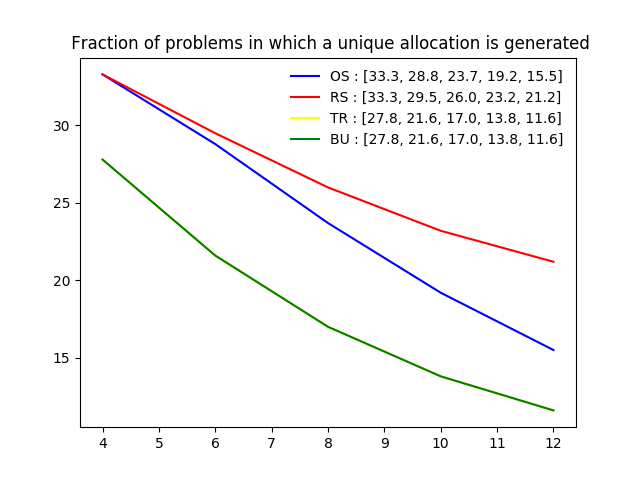 Fraction of problems in which a unique allocation is generated
OS : [33.3, 28.8, 23.7, 19.2, 15.5]
RS : [33.3, 29.5, 26.0, 23.2, 21.2]
TR : [27.8, 21.6, 17.0, 13.8, 11.6]
BU : [27.8, 21.6, 17.0, 13.8, 11.6]
30
25
20
15
4 5 6 7 8 9 10 11 12